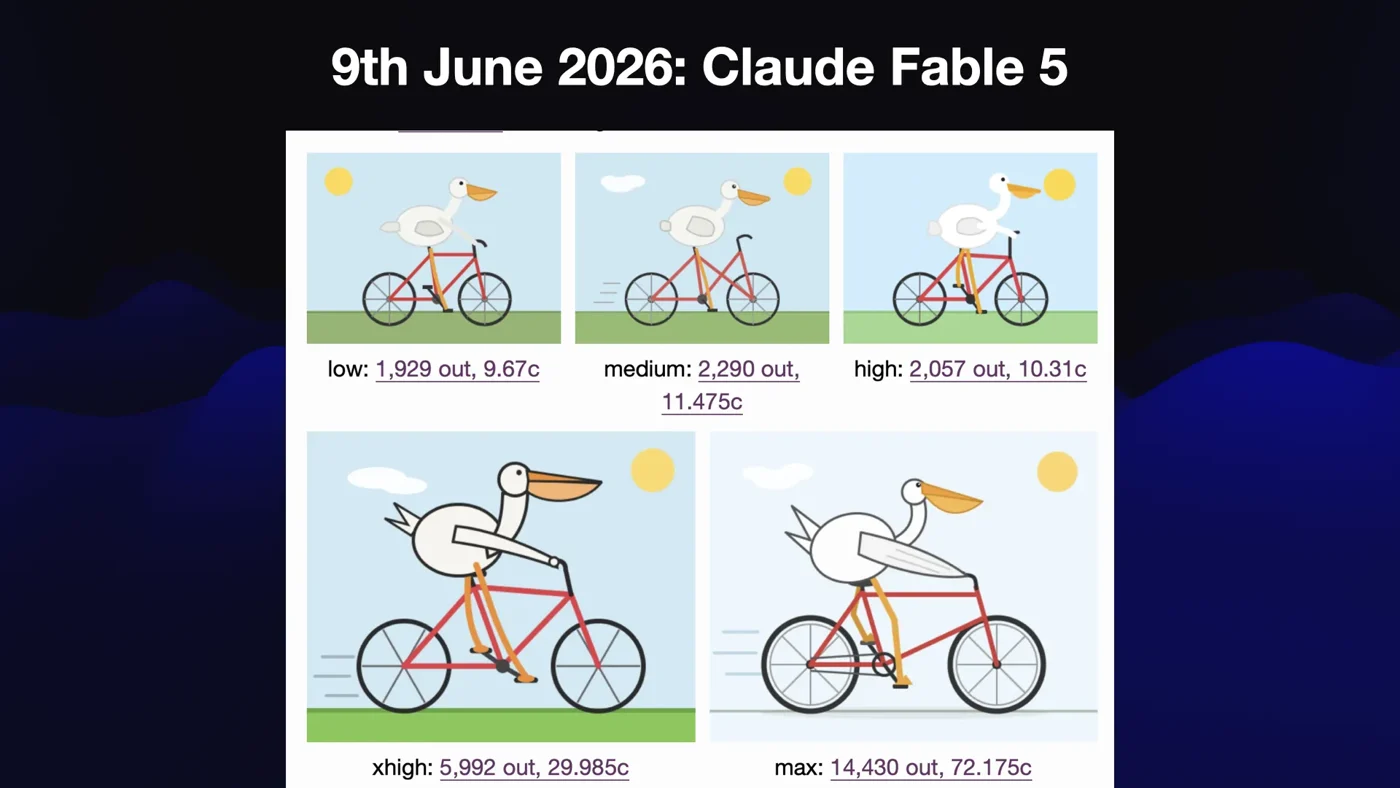 9th June 2026: Claude Fable 5
low: 1,929 out, 9.67c
medium: 2,290 out,
11.475c
high: 2,057 out, 10.31c
xhigh: 5,992 out, 29.985c
max: 14,430 out, 72.175c